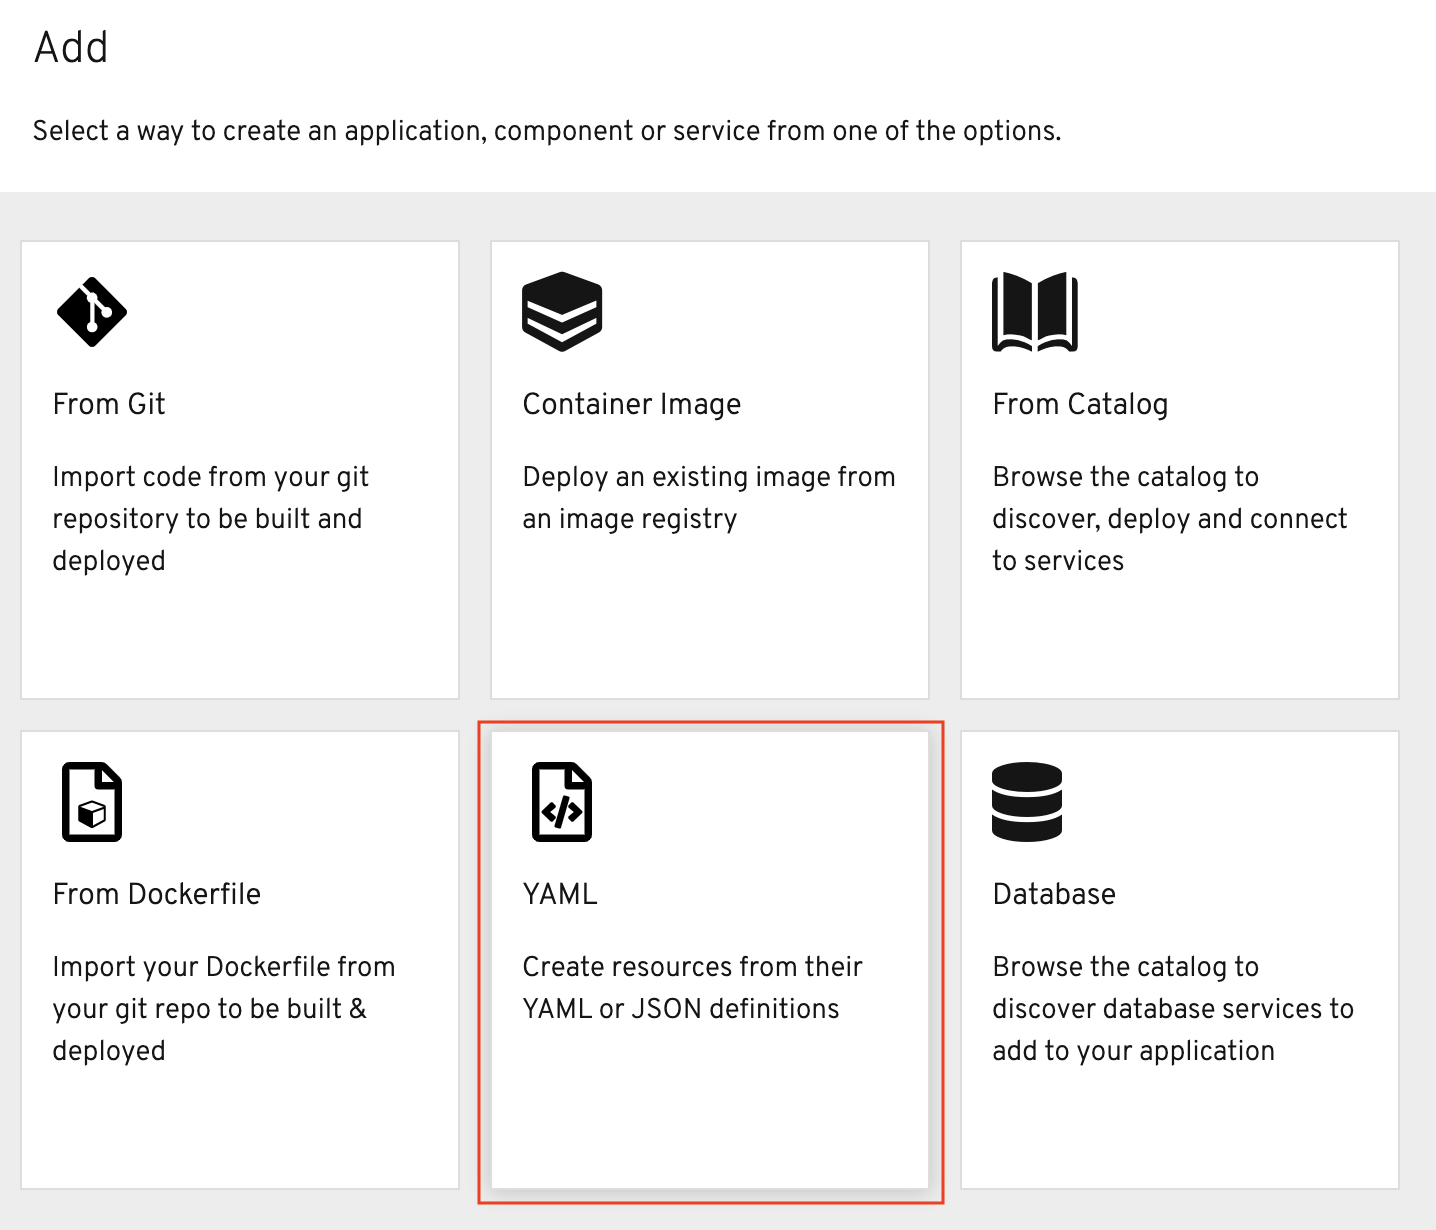 Add
Select a way to create an application, component or service from one of the options.
From Git
Import code from your git
repository to be built and
deployed
Container Image
Deploy an existing image from
an image registry
From Catalog
Browse the catalog to
discover, deploy and connect
to services
From Dockerfile
Import your Dockerfile from
your git repo to be built &
deployed
YAML
Create resources from their
YAML or JSON definitions
Database
Browse the catalog to
discover database services to
add to your application